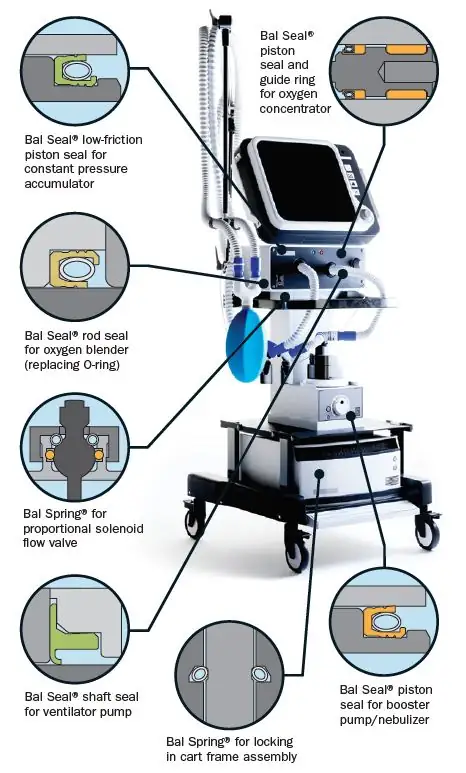 Bal Seal®
piston
seal and
guide ring
for oxygen
concentrator
Bal Seal® low-friction
piston seal for
constant pressure
accumulator
Bal Seal® rod seal
for oxygen blender
(replacing O-ring)
Bal Spring® for
proportional solenoid
flow valve
Bal Seal® shaft seal
for ventilator pump
Bal Spring® for locking
in cart frame assembly
Bal Seal® piston
seal for booster
pump/nebulizer